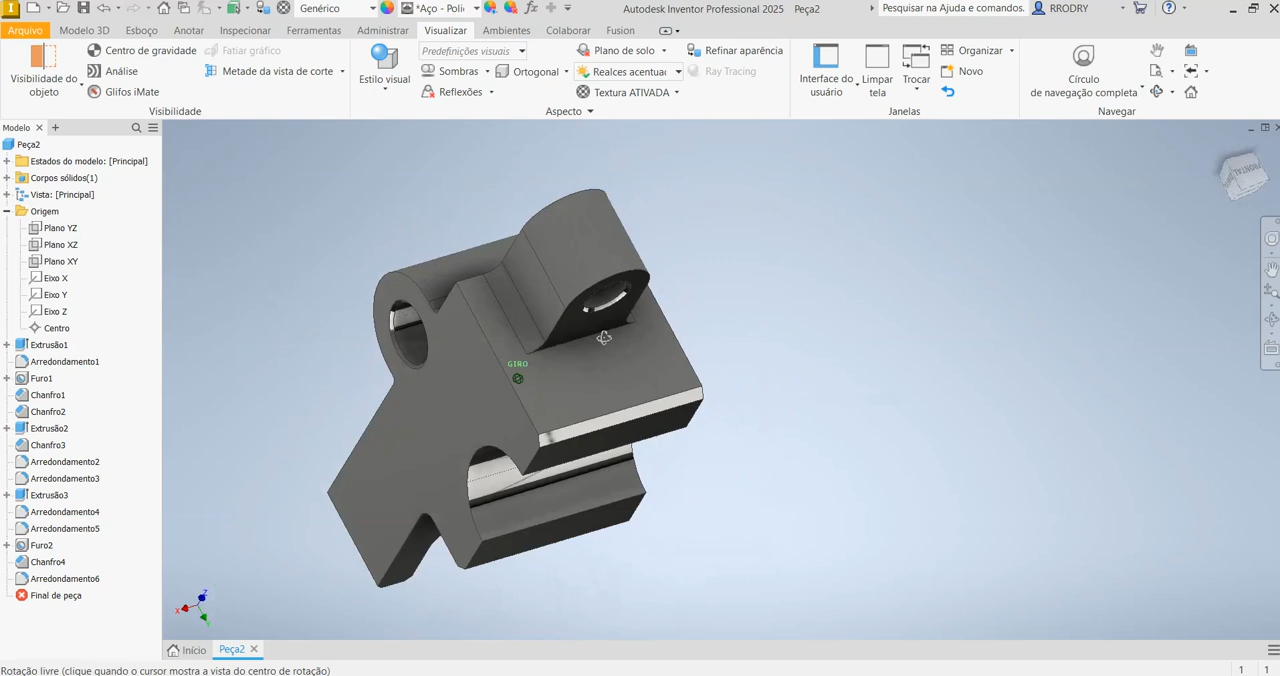 Genérico
*Aço - Polic
Autodesk Inventor Professional 2025 Peça2
Pesquisar na Ajuda e comandos.
RRODRY
Arquivo
Modelo 3D
Esboço
Anotar
Inspecionar
Ferramentas
Administrar
Visualizar
Ambientes
Colaborar
Fusion
Visibilidade do
objeto
Centro de gravidade
Análise
Glifos iMate
Fatiar gráfico
Metade da vista de corte
Visibilidade
Estilo visual
Predefinições visuais
Sombras
Reflexões
Ortogonal
Plano de solo
Realces acentuac
Textura ATIVADA
Refinar aparência
Ray Tracing
Aspecto
Interface do
usuário
Limpar
tela
Trocar
Organizar
Novo
Janelas
Círculo
de navegação completa
Navegar
Modelo
Peça2
Estados do modelo: [Principal]
Corpos sólidos(1)
Vista: [Principal]
Origem
Plano YZ
Plano XZ
Plano XY
Eixo X
Eixo Y
Eixo Z
Centro
Extrusão1
Arredondamento1
Furo1
Chanfro1
Chanfro2
Extrusão2
Chanfro3
Arredondamento2
Arredondamento3
Extrusão3
Arredondamento4
Arredondamento5
Furo2
Chanfro4
Arredondamento6
Final de peça
FRONTAL
GIRO
X
Y
Z
Início
Peça2
Rotação livre (clique quando o cursor mostra a vista do centro de rotação)
1
1